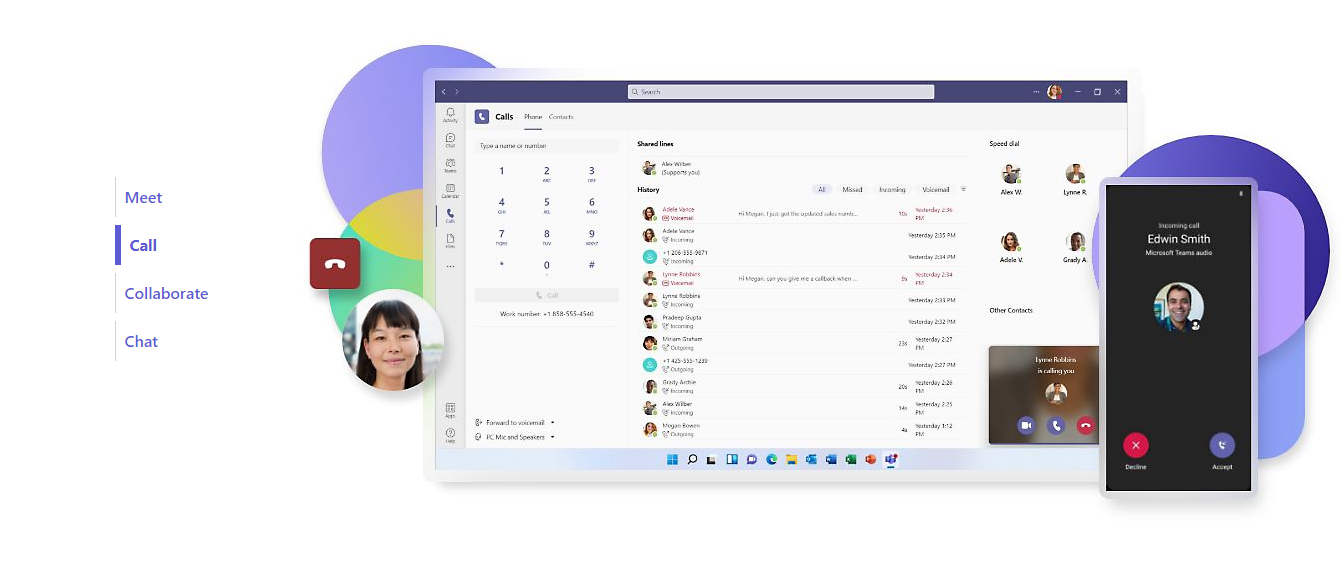 Meet
Call
Collaborate
Chat
Search
Activity
Chat
Teams
Calendar
Calls
Files
Apps
Help
Calls
Phone
Contacts
Type a name or number
1
2
ABC
3
DEF
4
GHI
5
JKL
6
MNO
7
PQRS
8
TUV
9
WXYZ
*
0
+
#
Call
Work number: +1 858-555-4540
Forward to voicemail
PC Mic and Speakers
Shared lines
Alex Wilber
(Supports you)
History
All
Missed
Incoming
Voicemail
Adele Vance
Voicemail
Hi Megan, I just got the updated sales numb...
10s
Yesterday 2:36
PM
Adele Vance
Incoming
Yesterday 2:35 PM
+1 206-555-9871
Incoming
Yesterday 2:34 PM
Lynne Robbins
Voicemail
Hi Megan, can you give me a callback when ...
9s
Yesterday 2:34
PM
Lynne Robbins
Incoming
Yesterday 2:33 PM
Pradeep Gupta
Incoming
Yesterday 2:32 PM
Miriam Graham
Outgoing
23s
Yesterday 2:27
PM
+1 425-555-1239
Outgoing
Yesterday 2:27 PM
Grady Archie
Incoming
20s
Yesterday 2:26
PM
Alex Wilber
Incoming
14s
Yesterday 2:25
PM
Megan Bowen
Outgoing
4s
Yesterday 1:12
PM
Speed dial
Alex W.
Lynne R.
Adele V.
Grady A.
Other Contacts
Lynne Robbins
is calling you
Incoming call
Edwin Smith
Microsoft Teams audio
Decline
Accept